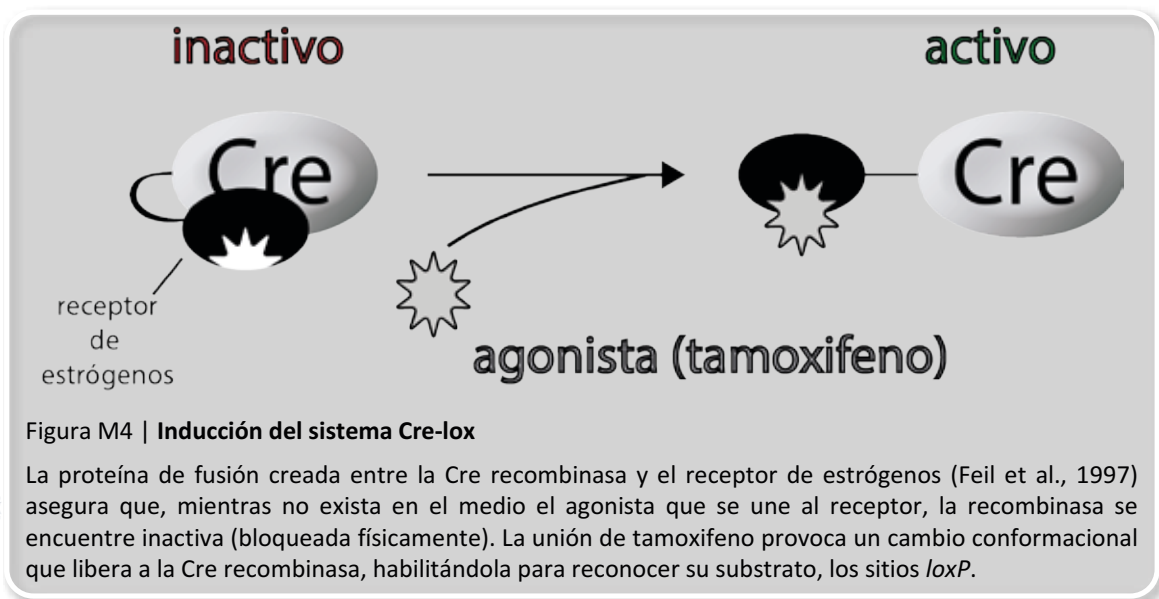 inactivo
activo
Cre
Cre
receptor
de
estrógenos
agonista (tamoxifeno)
Figura M4 | Inducción del sistema Cre-lox
La proteína de fusión creada entre la Cre recombinasa y el receptor de estrógenos (Feil et al., 1997)
asegura que, mientras no exista en el medio el agonista que se une al receptor, la recombinasa se
encuentre inactiva (bloqueada físicamente). La unión de tamoxifeno provoca un cambio conformacional
que libera a la Cre recombinasa, habilitándola para reconocer su substrato, los sitios loxP.